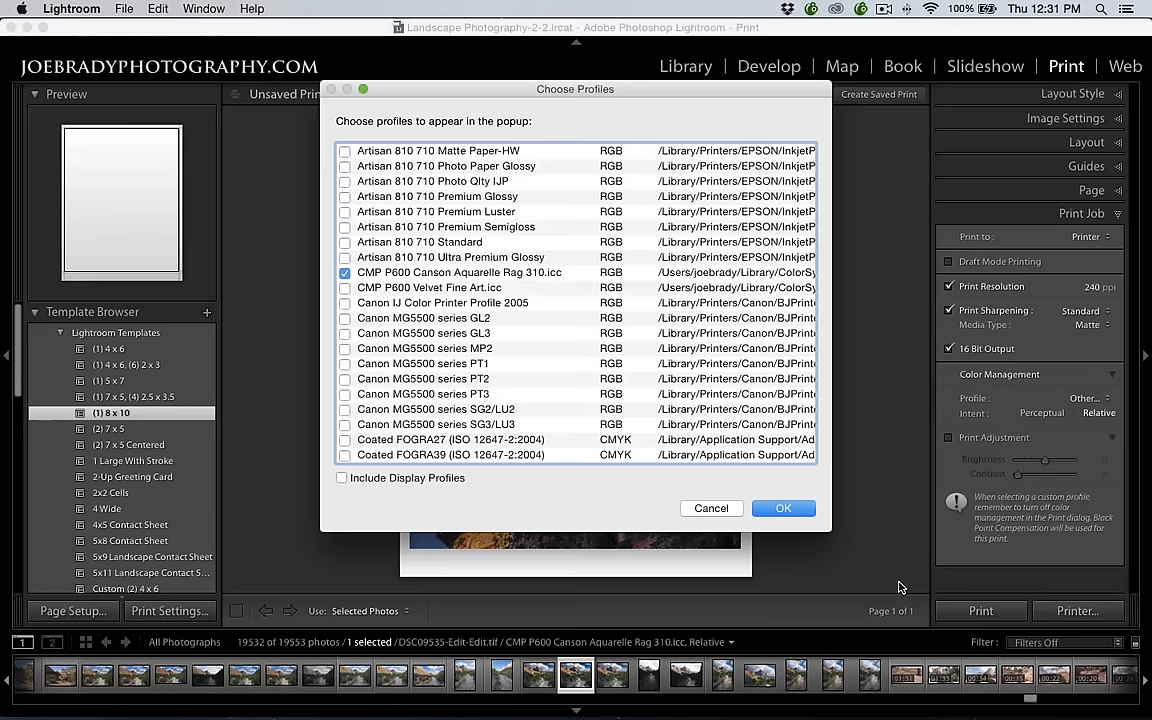 Lightroom File Edit Window Help 100% Thu 12:31 PM
Landscape Photography-2-2.lrcat - Adobe Photoshop Lightroom - Print
JOEBRADYPHOTOGRAPHY.COM
Library | Develop | Map | Book | Slideshow | Print | Web
Preview
Unsaved Prin
Create Saved Print
Template Browser +
Lightroom Templates
(1) 4 x 6
(1) 4 x 6, (6) 2 x 3
(1) 5 x 7
(1) 7 x 5, (4) 2.5 x 3.5
(1) 8 x 10
(2) 7 x 5
(2) 7 x 5 Centered
1 Large With Stroke
2-Up Greeting Card
2x2 Cells
4 Wide
4x5 Contact Sheet
5x8 Contact Sheet
5x9 Landscape Contact Sheet
5x11 Landscape Contact S...
Custom (2) 4 x 6
Page Setup...
Print Settings...
Choose Profiles
Choose profiles to appear in the popup:
Artisan 810 710 Matte Paper-HW RGB /Library/Printers/EPSON/InkjetP
Artisan 810 710 Photo Paper Glossy RGB /Library/Printers/EPSON/InkjetP
Artisan 810 710 Photo Qlty IJP RGB /Library/Printers/EPSON/InkjetP
Artisan 810 710 Premium Glossy RGB /Library/Printers/EPSON/InkjetP
Artisan 810 710 Premium Luster RGB /Library/Printers/EPSON/InkjetP
Artisan 810 710 Premium Semigloss RGB /Library/Printers/EPSON/InkjetP
Artisan 810 710 Standard RGB /Library/Printers/EPSON/InkjetP
Artisan 810 710 Ultra Premium Glossy RGB /Library/Printers/EPSON/InkjetP
CMP P600 Canson Aquarelle Rag 310.icc RGB /Users/joebrady/Library/ColorSy
CMP P600 Velvet Fine Art.icc RGB /Users/joebrady/Library/ColorSy
Canon IJ Color Printer Profile 2005 RGB /Library/Printers/Canon/BJPrint
Canon MG5500 series GL2 RGB /Library/Printers/Canon/BJPrint
Canon MG5500 series GL3 RGB /Library/Printers/Canon/BJPrint
Canon MG5500 series MP2 RGB /Library/Printers/Canon/BJPrint
Canon MG5500 series PT1 RGB /Library/Printers/Canon/BJPrint
Canon MG5500 series PT2 RGB /Library/Printers/Canon/BJPrint
Canon MG5500 series PT3 RGB /Library/Printers/Canon/BJPrint
Canon MG5500 series SG2/LU2 RGB /Library/Printers/Canon/BJPrint
Canon MG5500 series SG3/LU3 RGB /Library/Printers/Canon/BJPrint
Coated FOGRA27 (ISO 12647-2:2004) CMYK /Library/Application Support/Ad
Coated FOGRA39 (ISO 12647-2:2004) CMYK /Library/Application Support/Ad
Include Display Profiles
Cancel
OK
Layout Style
Image Settings
Layout
Guides
Page
Print Job
Print to : Printer
Draft Mode Printing
Print Resolution 240 ppi
Print Sharpening : Standard
Media Type : Matte
16 Bit Output
Color Management
Profile : Other...
Intent : Perceptual Relative
Print Adjustment
Brightness
Contrast
When selecting a custom profile,
remember to turn off color
management in the Print dialog. Black
Point Compensation will be used for
this print.
Use: Selected Photos
Page 1 of 1
Print
Printer...
1 2 All Photographs 19532 of 19553 photos / 1 selected / DSC09535-Edit-Edit.tif / CMP P600 Canson Aquarelle Rag 310.icc, Relative
Filter : Filters Off